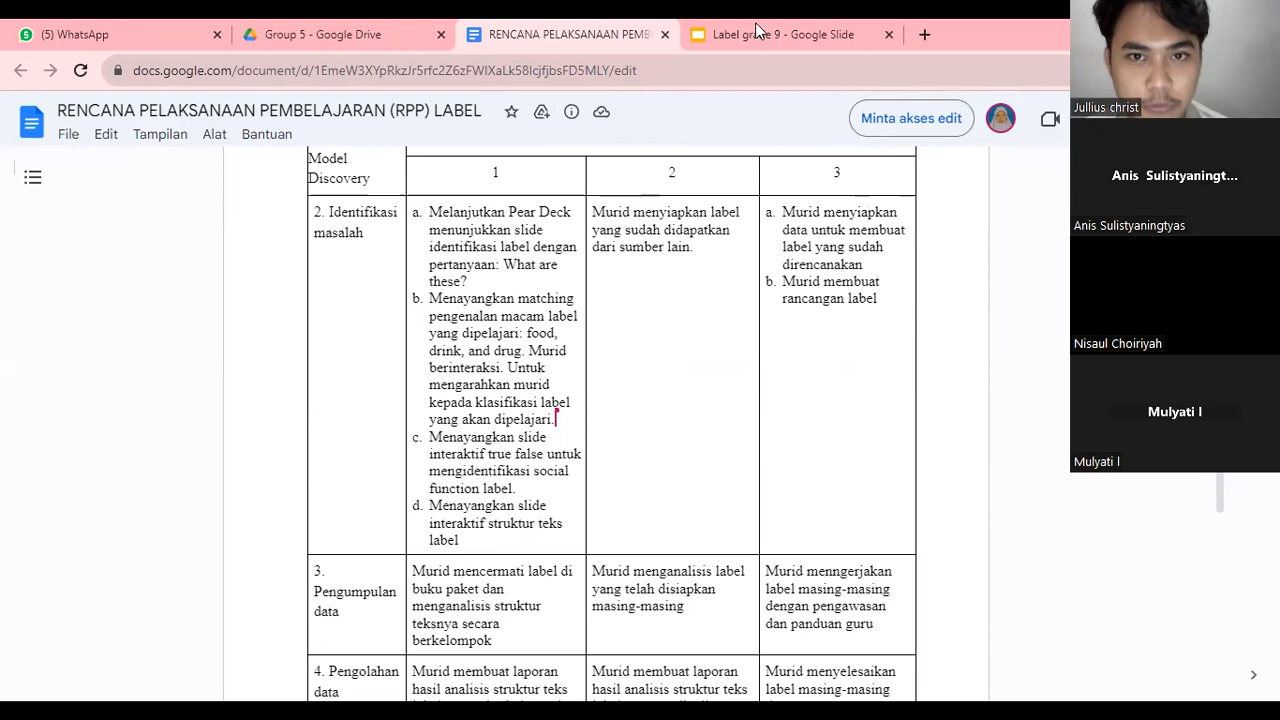 (5) WhatsApp
Group 5 - Google Drive
RENCANA PELAKSANAAN PEMB
Label grade 9 - Google Slide
docs.google.com/document/d/1EmeW3XYpRkzJr5rfc2Z6zFWlXaLk58lcjfjbsFD5MLY/edit
RENCANA PELAKSANAAN PEMBELAJARAN (RPP) LABEL
File Edit Tampilan Alat Bantuan
Minta akses edit
Model
Discovery
1
2
3
2. Identifikasi
masalah
a. Melanjutkan Pear Deck
menunjukkan slide
identifikasi label dengan
pertanyaan: What are
these?
b. Menayangkan matching
pengenalan macam label
yang dipelajari: food,
drink, and drug. Murid
berinteraksi. Untuk
mengarahkan murid
kepada klasifikasi label
yang akan dipelajari.
c. Menayangkan slide
interaktif true false untuk
mengidentifikasi social
function label.
d. Menayangkan slide
interaktif struktur teks
label
Murid menyiapkan label
yang sudah didapatkan
dari sumber lain.
a. Murid menyiapkan
data untuk membuat
label yang sudah
direncanakan
b. Murid membuat
rancangan label
3.
Pengumpulan
data
Murid mencermati label di
buku paket dan
menganalisis struktur
teksnya secara
berkelompok
Murid menganalisis label
yang telah disiapkan
masing-masing
Murid menngerjakan
label masing-masing
dengan pengawasan
dan panduan guru
4. Pengolahan
data
Murid membuat laporan
hasil analisis struktur teks
Murid membuat laporan
hasil analisis struktur teks
Murid menyelesaikan
label masing-masing
Jullius christ
Anis Sulistyaningt...
Anis Sulistyaningtyas
Nisaul Choiriyah
Mulyati I
Mulyati I